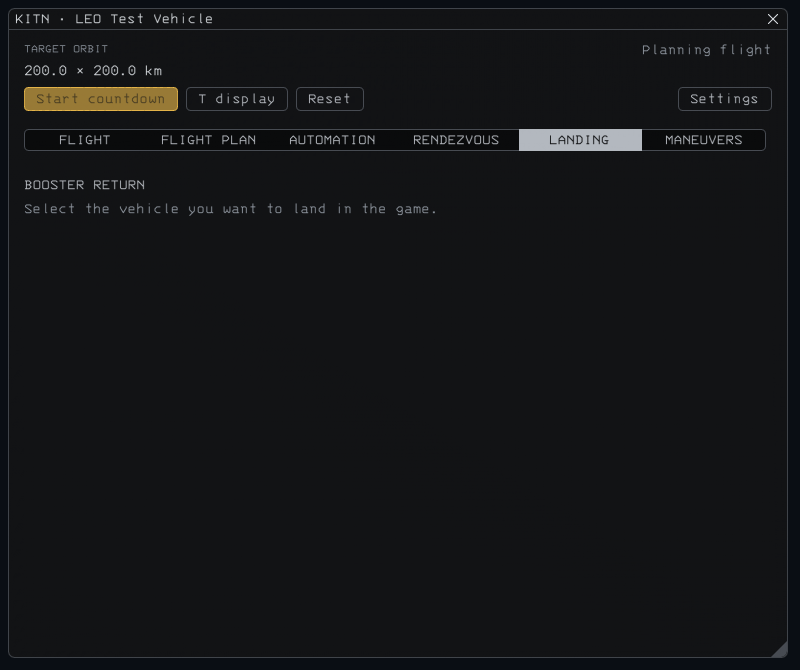 KITN · LEO Test Vehicle
TARGET ORBIT
Planning flight
200.0 × 200.0 km
Start countdown T display Reset Settings
FLIGHT FLIGHT PLAN AUTOMATION RENDEZVOUS LANDING MANEUVERS
BOOSTER RETURN
Select the vehicle you want to land in the game.